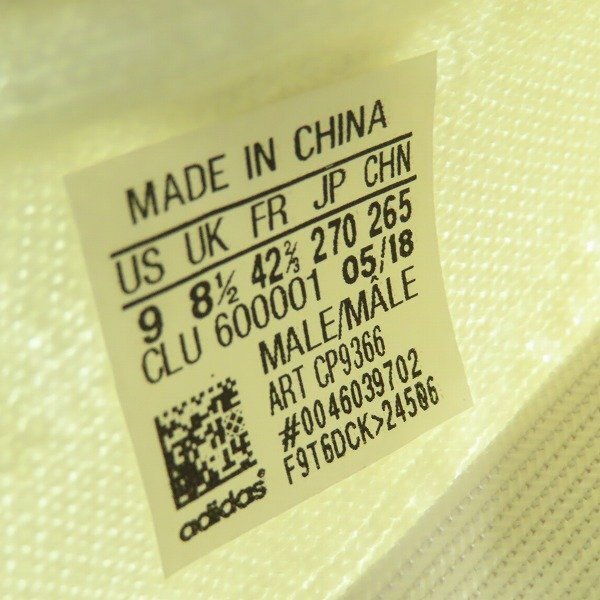 MADE IN CHINA
US UK FR JP CHN
9 8½ 42⅔ 270 265
CLU 600001 05/18
MALE/MÂLE
ART CP9366
#0046039702
F9T6DCK>24506
adidas®